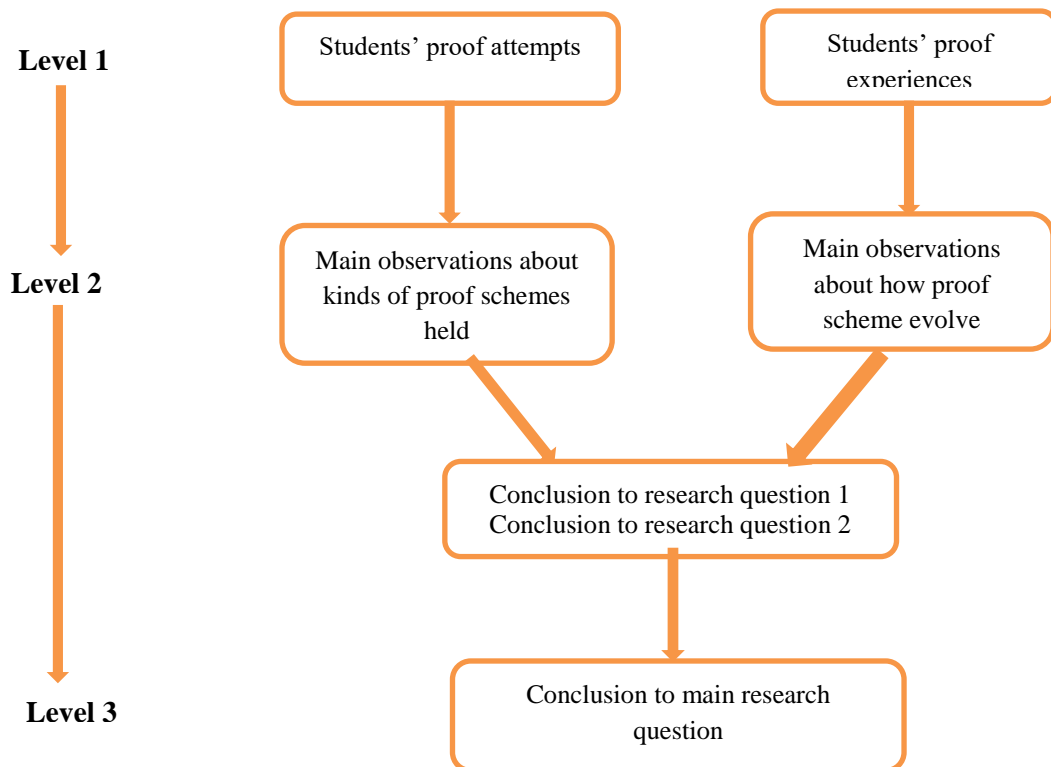 Level 1
Students’ proof attempts
Students’ proof
experiences
Level 2
Main observations about
kinds of proof schemes
held
Main observations
about how proof
scheme evolve
Conclusion to research question 1
Conclusion to research question 2
Level 3
Conclusion to main research
question